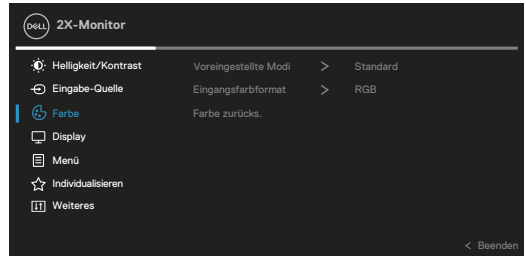 DELL 2X-Monitor
Helligkeit/Kontrast Voreingestellte Modi > Standard
Eingabe-Quelle Eingangsfarbformat > RGB
Farbe Farbe zurücks.
Display
Menü
Individualisieren
Weiteres
< Beenden